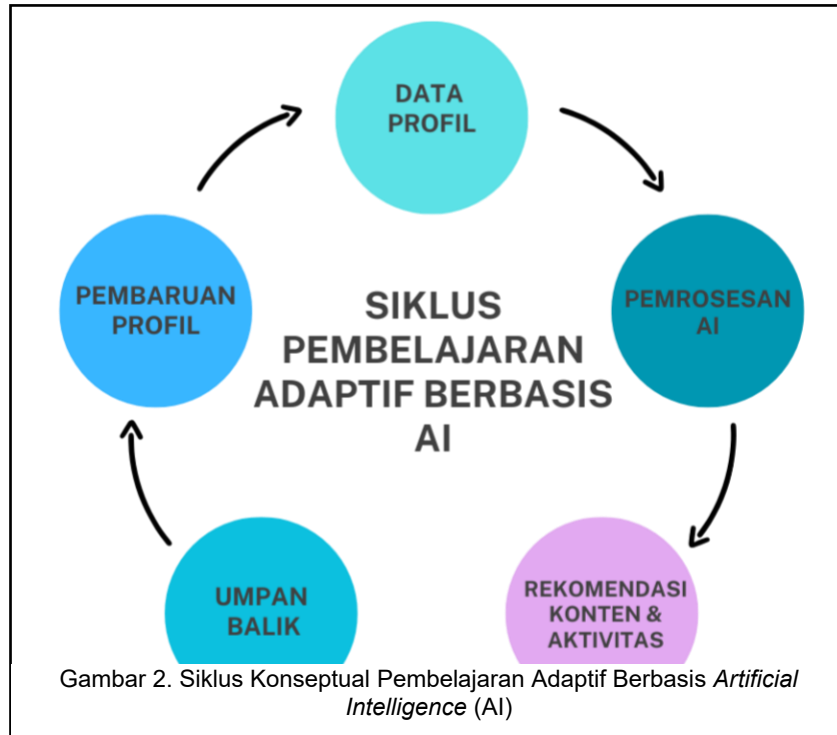 DATA
PROFIL
PEMROSESAN
AI
REKOMENDASI
KONTEN &
AKTIVITAS
UMPAN
BALIK
PEMBARUAN
PROFIL
SIKLUS
PEMBELAJARAN
ADAPTIF BERBASIS
AI
Gambar 2. Siklus Konseptual Pembelajaran Adaptif Berbasis Artificial
Intelligence (AI)